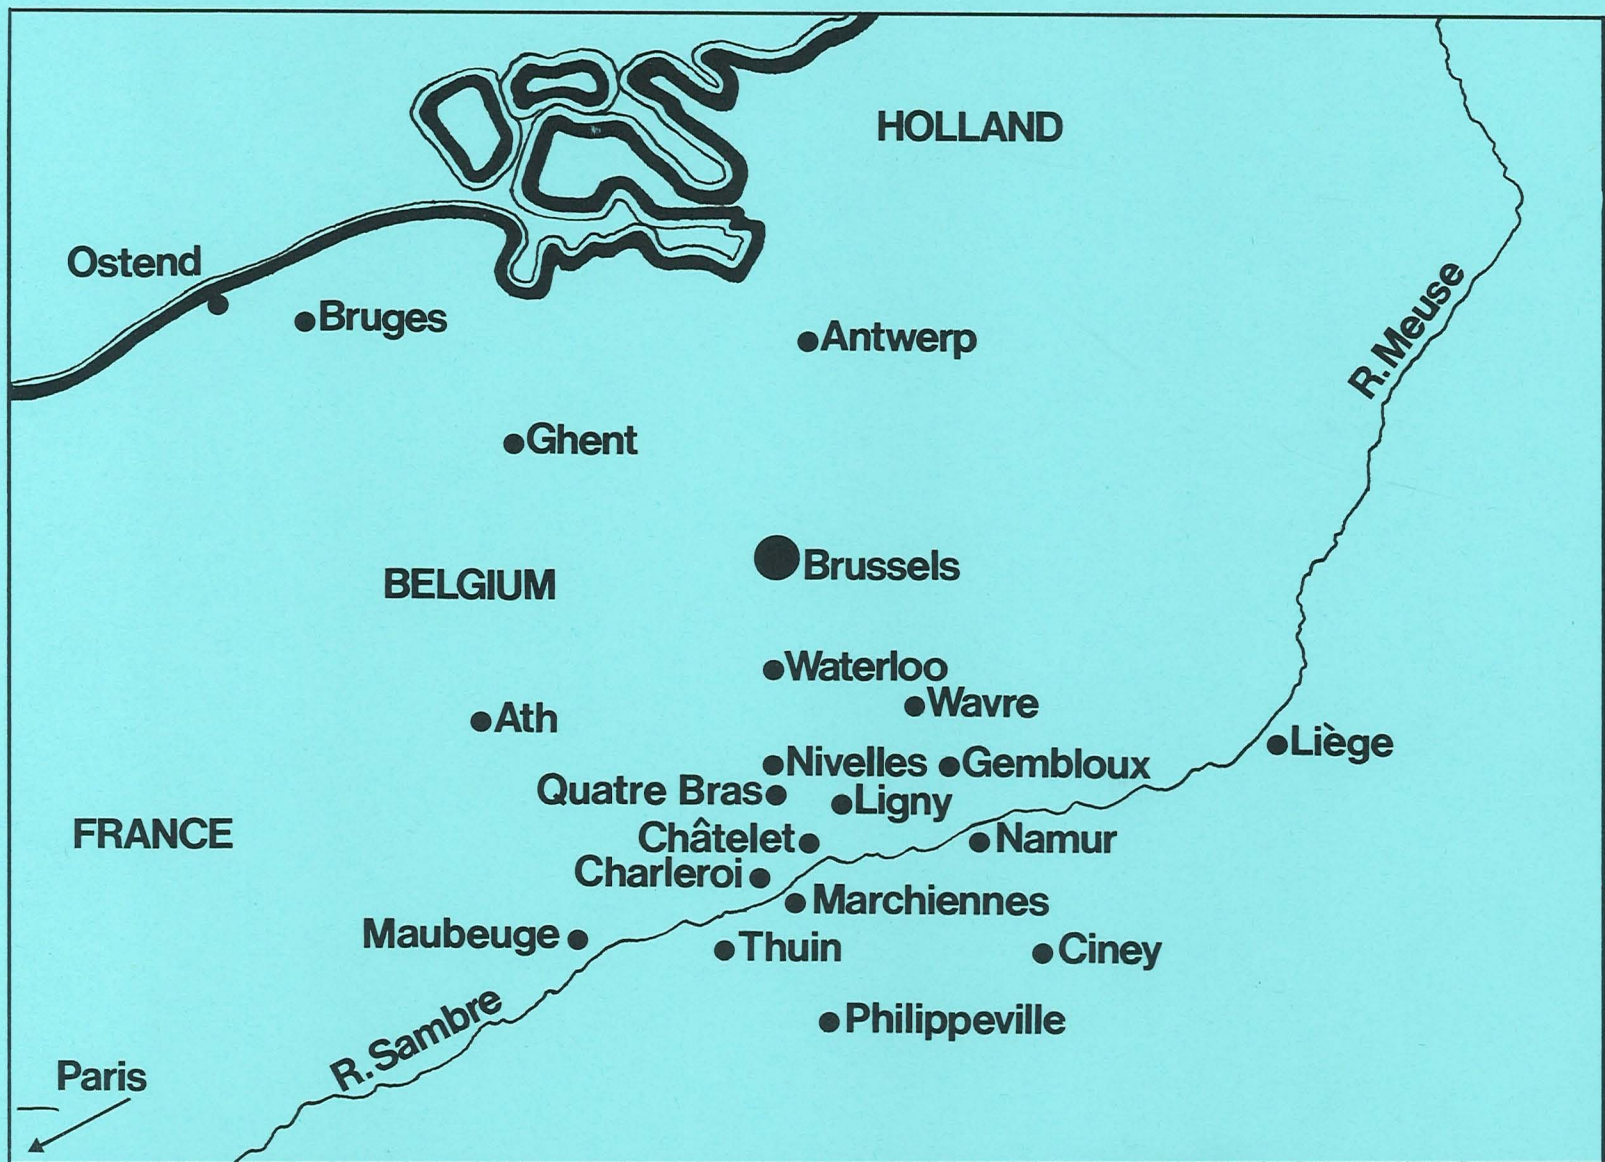 HOLLAND
Ostend
Bruges
R. Meuse
Antwerp
Ghent
Brussels
BELGIUM
Waterloo
Wavre
Ath
Liège
Nivelles
Gembloux
Quatre Bras
Ligny
FRANCE
Châtelet
Namur
Charleroi
Marchiennes
Maubeuge
Thuin
Ciney
Philippeville
R. Sambre
Paris